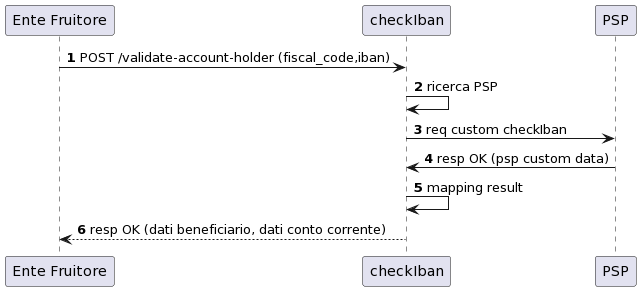 Ente Fruitore
checkIban
PSP
1 POST /validate-account-holder (fiscal_code,iban)
2 ricerca PSP
3 req custom checkIban
4 resp OK (psp custom data)
5 mapping result
6 resp OK (dati beneficiario, dati conto corrente)
Ente Fruitore
checkIban
PSP